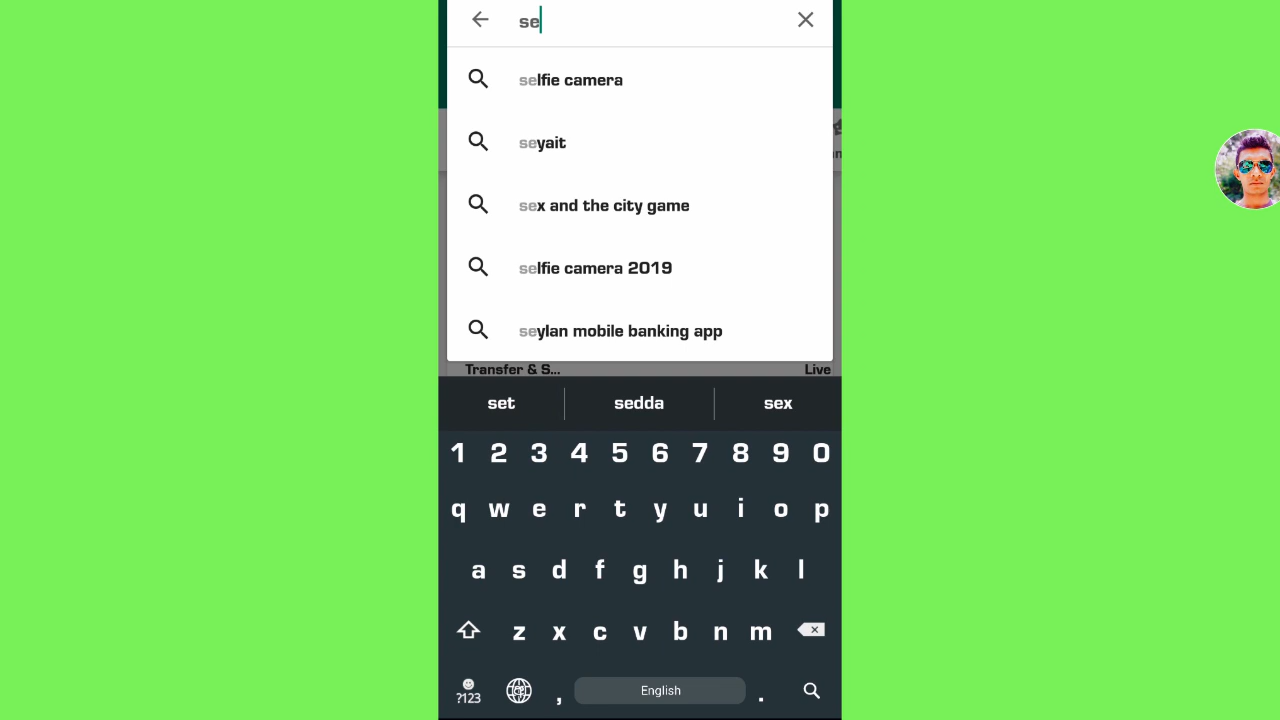 se
selfie camera
seyait
sex and the city game
selfie camera 2019
seylan mobile banking app
Transfer & S... Live
set sedda sex
1 2 3 4 5 6 7 8 9 0
q w e r t y u i o p
a s d f g h j k l
z x c v b n m
?123 , English .